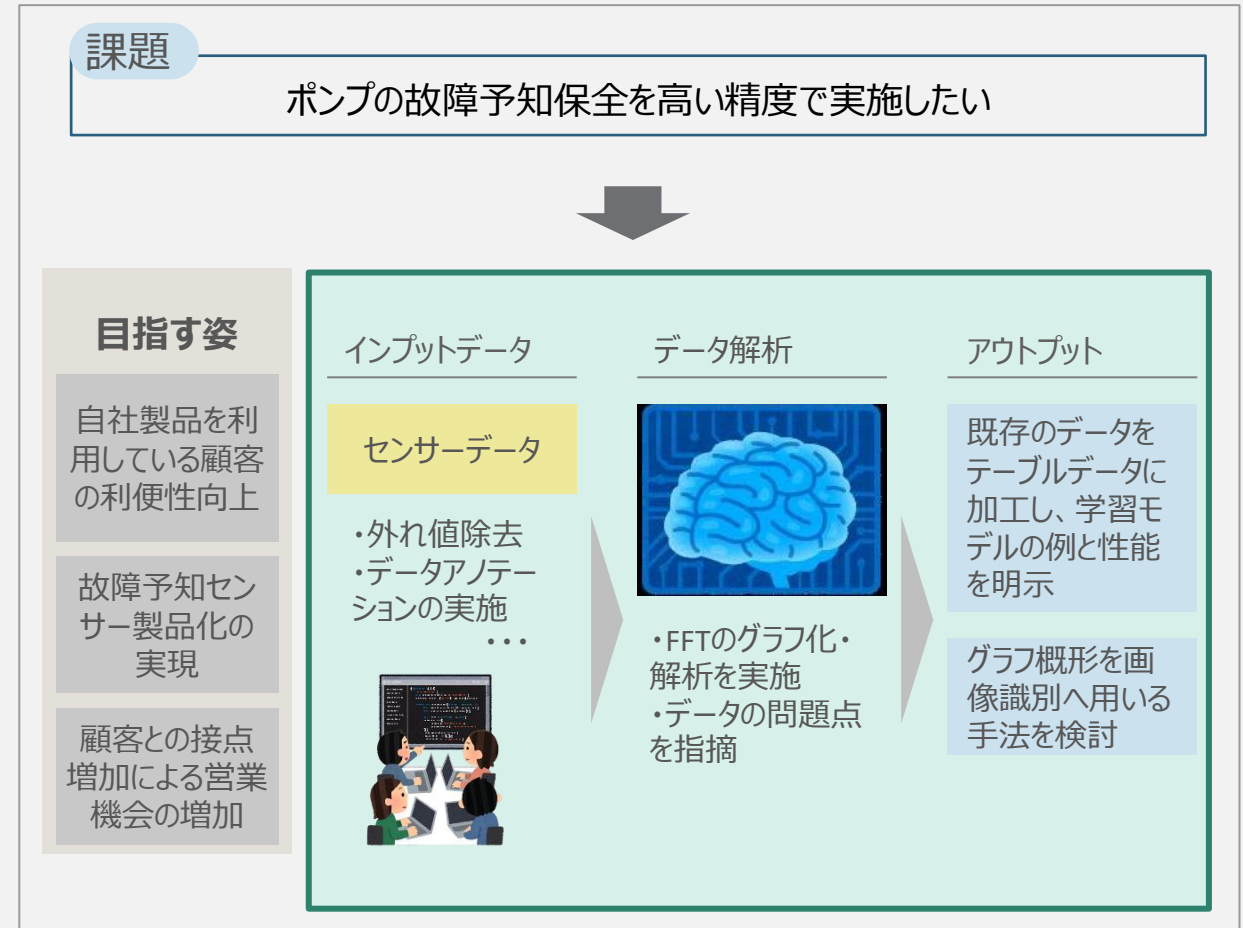 課題
ポンプの故障予知保全を高い精度で実施したい
目指す姿
自社製品を利
用している顧客
の利便性向上
故障予知セン
サー製品化の
実現
顧客との接点
増加による営業
機会の増加
インプットデータ
センサーデータ
・外れ値除去
・データアノテー
ションの実施
・・・
データ解析
・FFTのグラフ化・
解析を実施
・データの問題点
を指摘
アウトプット
既存のデータを
テーブルデータに
加工し、学習モ
デルの例と性能
を明示
グラフ概形を画
像識別へ用いる
手法を検討